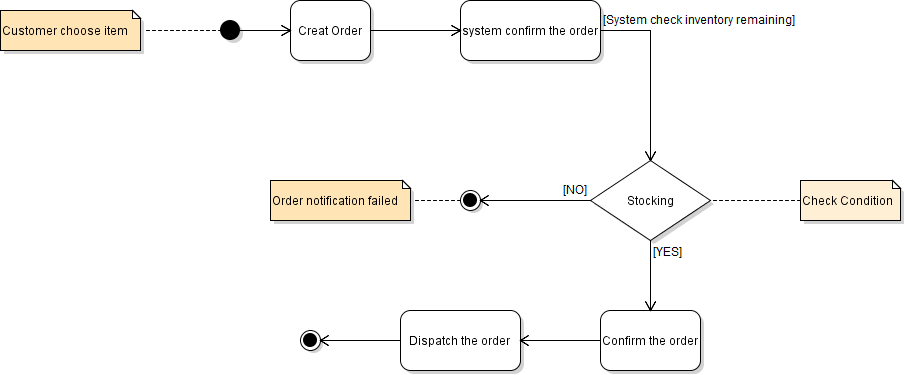 [System check inventory remaining]
Customer choose item
Creat Order
system confirm the order
[NO]
Order notification failed
Stocking
Check Condition
[YES]
Dispatch the order
Confirm the order